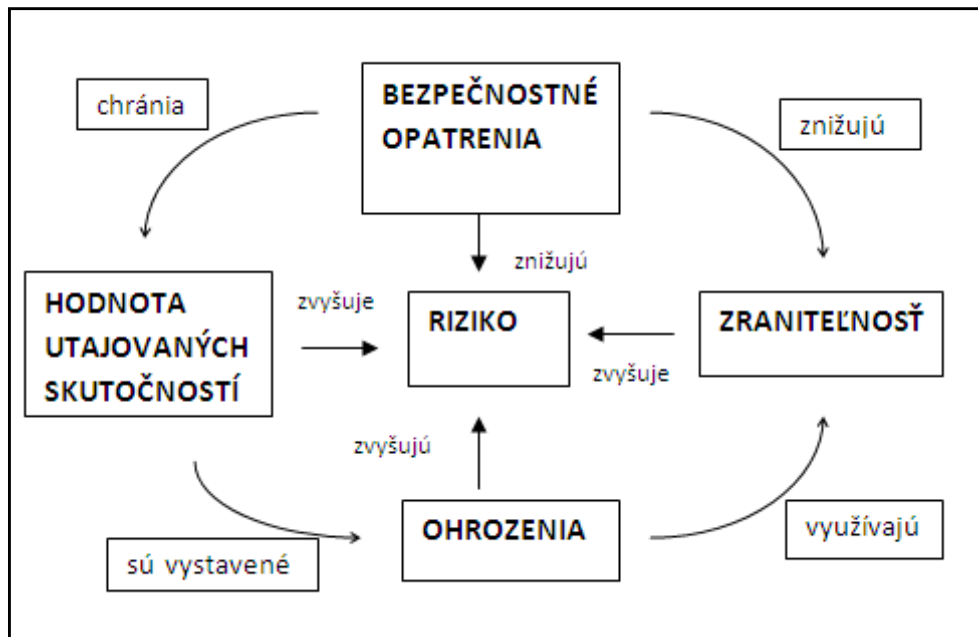 chránia
BEZPEČNOSTNÉ
OPATRENIA
znižujú
znižujú
HODNOTA
UTAJOVANÝCH
SKUTOČNOSTÍ
zvyšuje
RIZIKO
ZRANITEĽNOSŤ
zvyšuje
zvyšujú
OHROZENIA
sú vystavené
využívajú